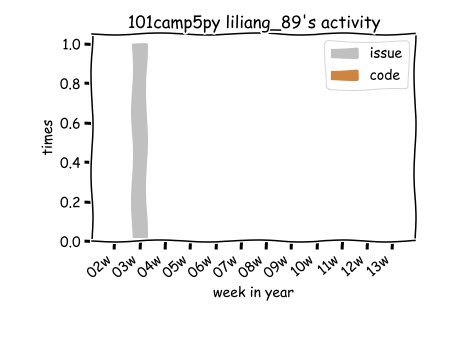 101camp5py liliang_89's activity
issue
code
times
1.0
0.8
0.6
0.4
0.2
0.0
02w 03w 04w 05w 06w 07w 08w 09w 10w 11w 12w 13w
week in year